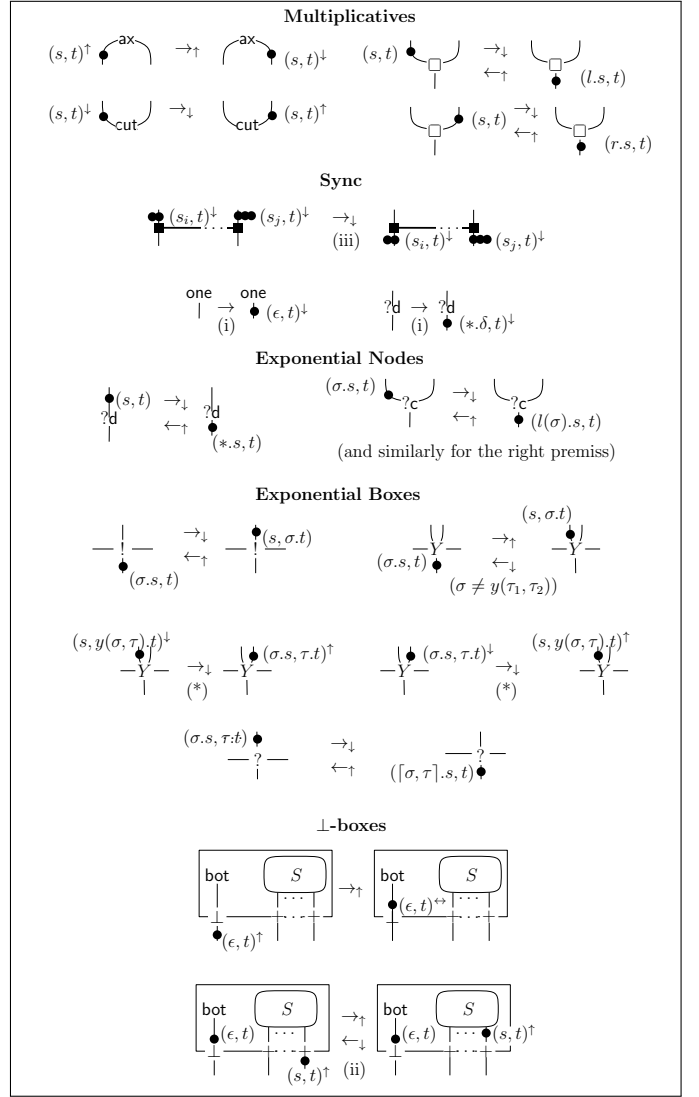 Multiplicatives
(s, t)↑ ax →↑ ax (s, t)↓
(s, t) →↓ ←↑ (l.s, t)
(s, t)↓ cut →↓ cut (s, t)↑
(s, t) →↓ ←↑ (r.s, t)
Sync
(s_i, t)↓ ··· (s_j, t)↓ →↓ (iii) (s_i, t)↓ ··· (s_j, t)↓
one → (i) one (ϵ, t)↓
?d → (i) ?d (∗.δ, t)↓
Exponential Nodes
(s, t) ?d →↓ ←↑ ?d (∗.s, t)
(σ.s, t) ?c →↓ ←↑ ?c (l(σ).s, t)
(and similarly for the right premiss)
Exponential Boxes
! (σ.s, t) →↓ ←↑ ! (s, σ.t)
Y (σ.s, t) →↑ ←↓ (s, σ.t) Y
(σ ≠ y(τ₁, τ₂))
(s, y(σ, τ).t)↓ Y →↓ (*) Y (σ.s, τ.t)↑
Y (σ.s, τ.t)↓ →↓ (*) (s, y(σ, τ).t)↑ Y
(σ.s, τ.t) ? →↓ ←↑ ? (⌈σ, τ⌉.s, t)
⊥-boxes
bot S ··· ⊥ ··· (ϵ, t)↑ →↑ bot S (ϵ, t)↔ ··· ⊥ ···
bot S (ϵ, t) ··· ⊥ (s, t)↑ →↑ ←↓ (ii) bot S (ϵ, t) ··· ⊥ (s, t)↑